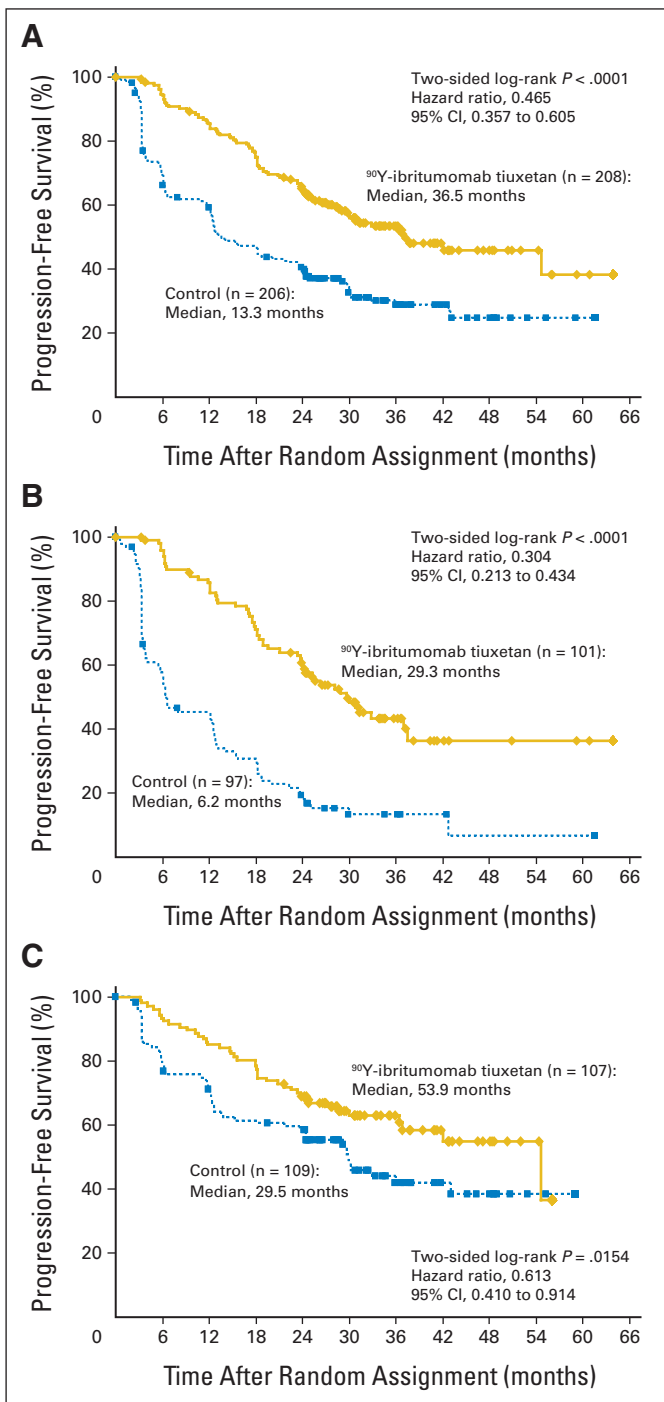 A
Progression-Free Survival (%)
100
80
60
40
20
0
6
12
18
24
30
36
42
48
54
60
66
Time After Random Assignment (months)
Two-sided log-rank P < .0001
Hazard ratio, 0.465
95% CI, 0.357 to 0.605
⁹⁰Y-ibritumomab tiuxetan (n = 208):
Median, 36.5 months
Control (n = 206):
Median, 13.3 months
B
Progression-Free Survival (%)
100
80
60
40
20
0
6
12
18
24
30
36
42
48
54
60
66
Time After Random Assignment (months)
Two-sided log-rank P < .0001
Hazard ratio, 0.304
95% CI, 0.213 to 0.434
⁹⁰Y-ibritumomab tiuxetan (n = 101):
Median, 29.3 months
Control (n = 97):
Median, 6.2 months
C
Progression-Free Survival (%)
100
80
60
40
20
0
6
12
18
24
30
36
42
48
54
60
66
Time After Random Assignment (months)
⁹⁰Y-ibritumomab tiuxetan (n = 107):
Median, 53.9 months
Control (n = 109):
Median, 29.5 months
Two-sided log-rank P = .0154
Hazard ratio, 0.613
95% CI, 0.410 to 0.914